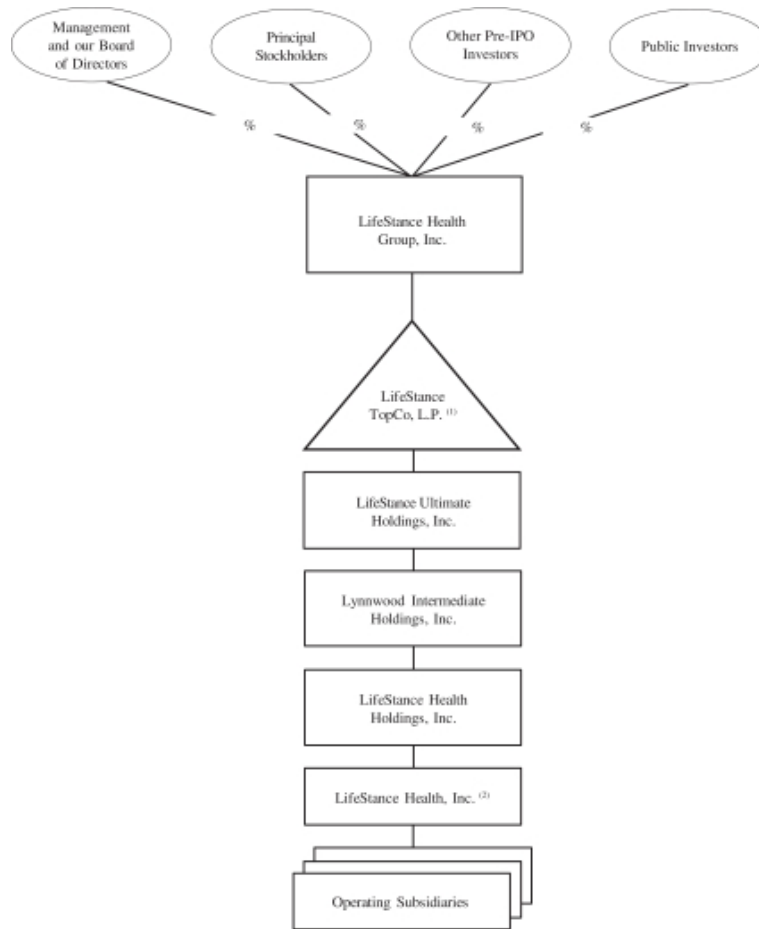 Management
and our Board
of Directors
Principal
Stockholders
Other Pre-IPO
Investors
Public Investors
%
%
%
%
LifeStance Health
Group, Inc.
LifeStance
TopCo, L.P. (1)
LifeStance Ultimate
Holdings, Inc.
Lynnwood Intermediate
Holdings, Inc.
LifeStance Health
Holdings, Inc.
LifeStance Health, Inc. (2)
Operating Subsidiaries